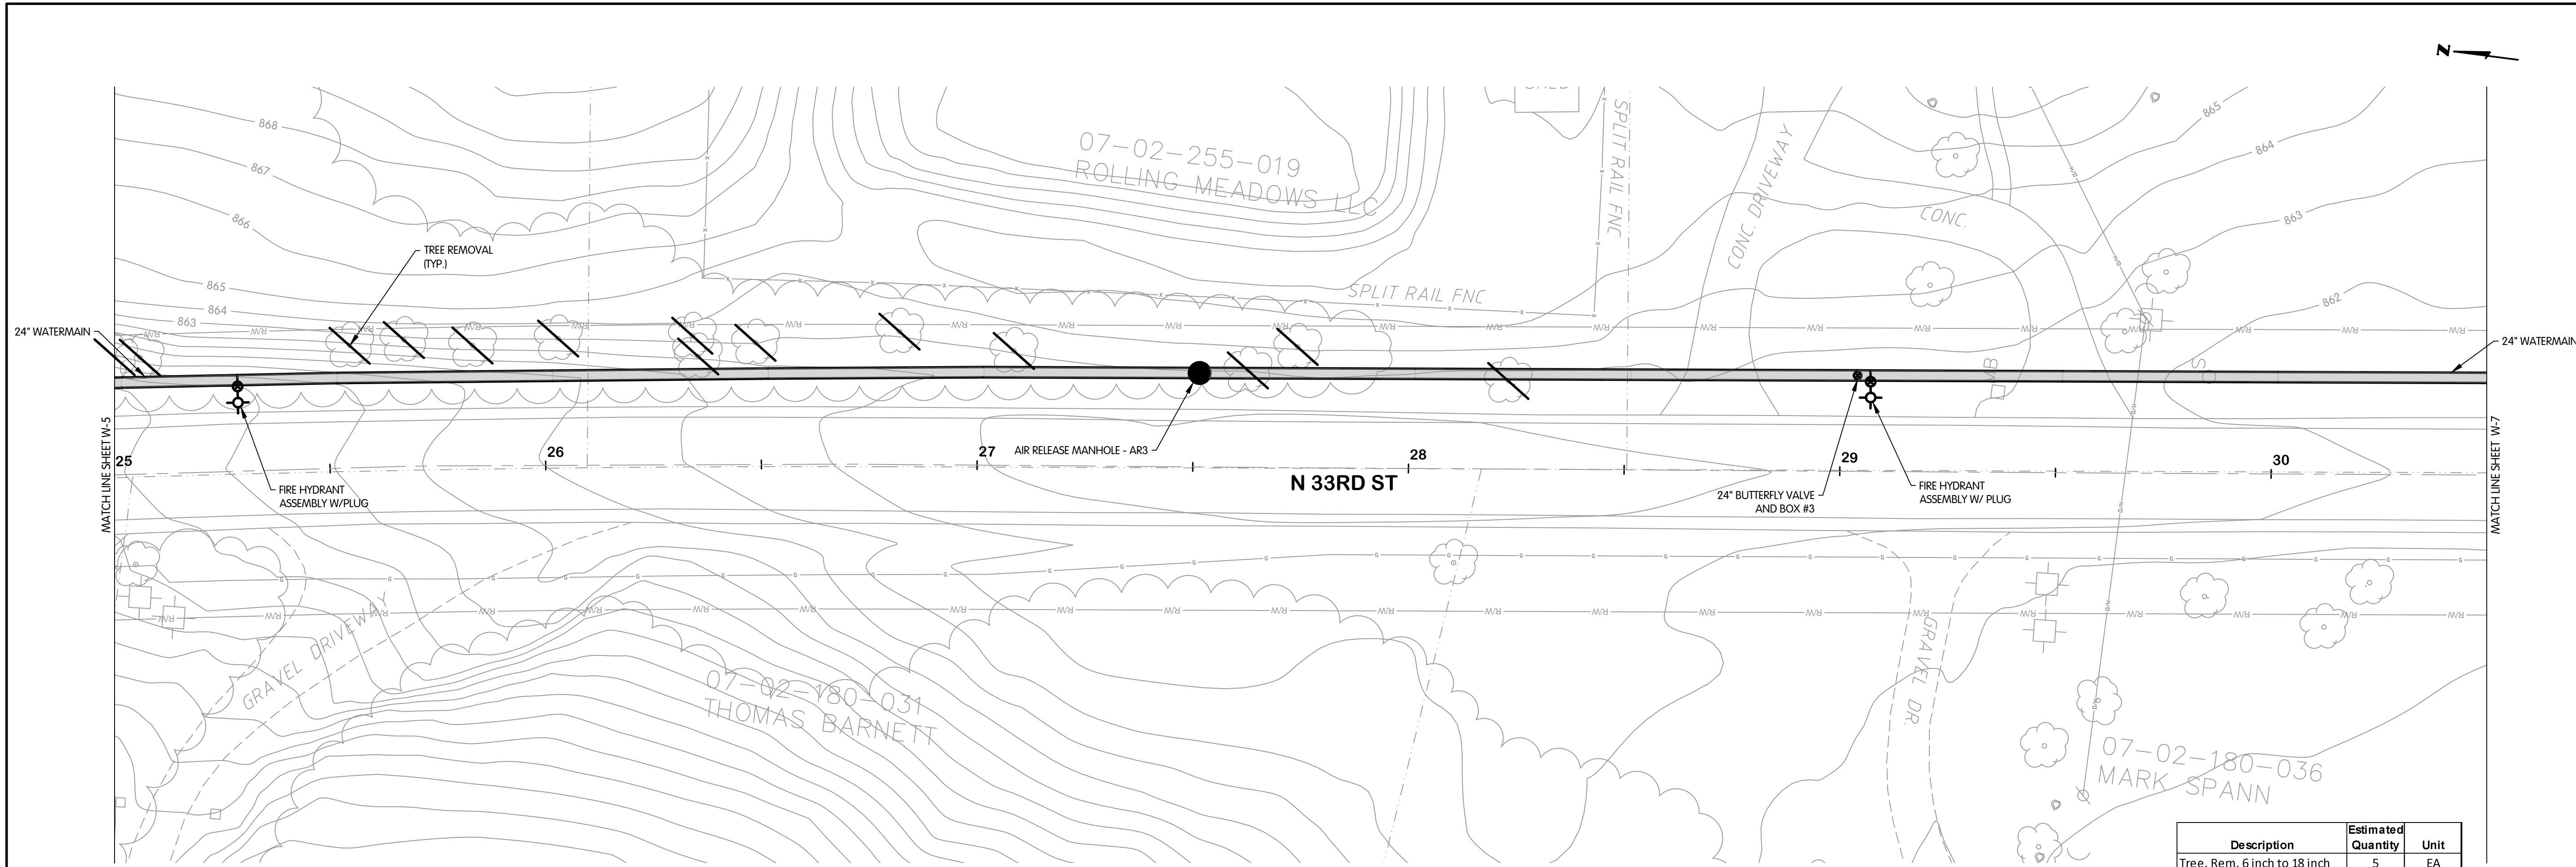 N
868
867
866
865
864
863
TREE REMOVAL
(TYP.)
24" WATERMAIN
07-02-255-019
ROLLING MEADOWS LLC
SPLIT RAIL FNC
SPLIT RAIL FNC
CONC. DRIVEWAY
CONC.
865
864
863
862
24" WATERMAIN
MB
MATCH LINE SHEET W-5
MATCH LINE SHEET W-7
25
26
27
28
29
30
AIR RELEASE MANHOLE - AR3
N 33RD ST
FIRE HYDRANT
ASSEMBLY W/PLUG
24" BUTTERFLY VALVE
AND BOX #3
FIRE HYDRANT
ASSEMBLY W/ PLUG
GRAVEL DRIVEWAY
07-02-180-031
THOMAS BARNETT
GRAVEL DR.
07-02-180-036
MARK SPANN
Description Estimated Quantity Unit
Tree, Rem, 6 inch to 18 inch 5 EA